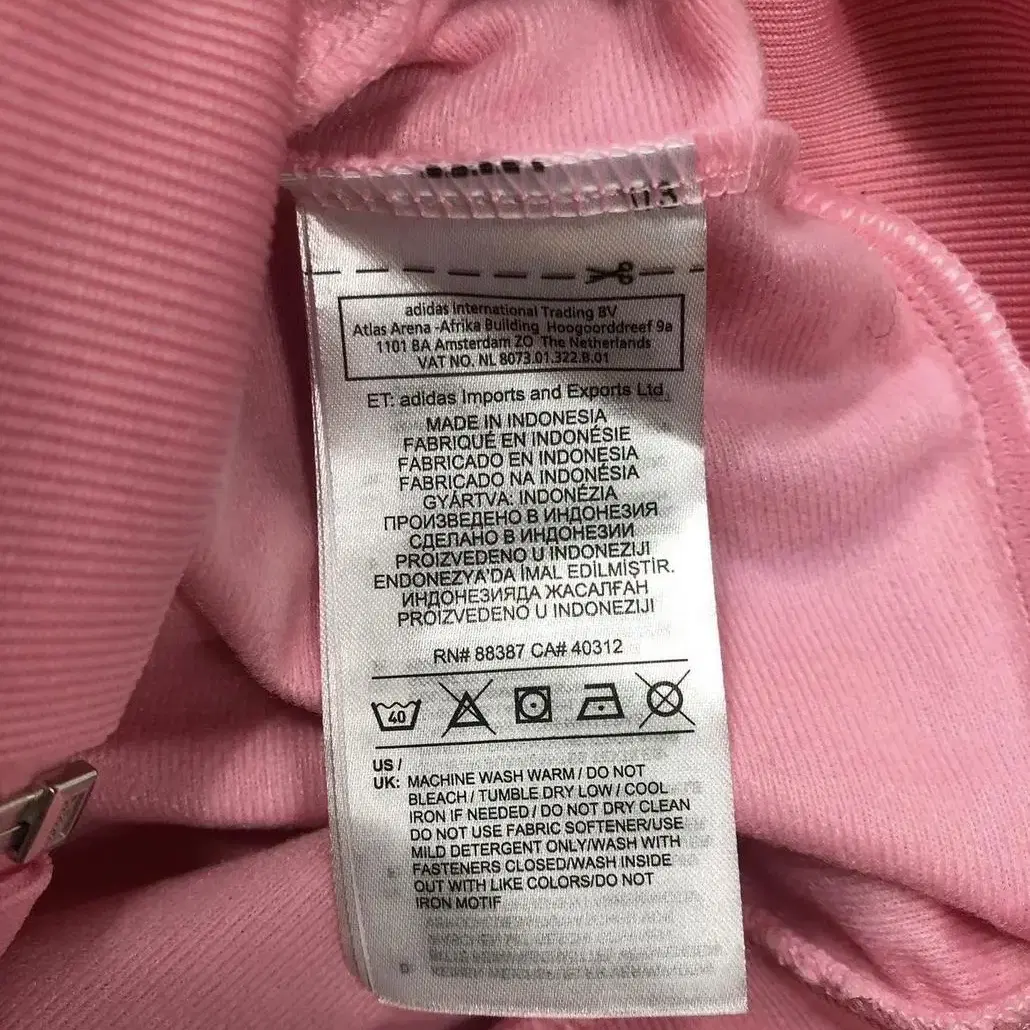 03
adidas International Trading BV
Atlas Arena -Afrika Building Hoogoorddreef 9a
1101 BA Amsterdam ZO The Netherlands
VAT NO. NL 8073.01.322.B.01
ET: adidas Imports and Exports Ltd.
MADE IN INDONESIA
FABRIQUÉ EN INDONÉSIE
FABRICADO EN INDONESIA
FABRICADO NA INDONÉSIA
GYÁRTVA: INDONÉZIA
ПРОИЗВЕДЕНО В ИНДОНЕЗИЯ
СДЕЛАНО В ИНДОНЕЗИИ
PROIZVEDENO U INDONEZIJI
ENDONEZYA'DA İMAL EDİLMİŞTİR.
ИНДОНЕЗИЯДА ЖАСАЛҒАН
PROIZVEDENO U INDONEZIJI
RN# 88387 CA# 40312
40
US /
UK: MACHINE WASH WARM / DO NOT
BLEACH / TUMBLE DRY LOW / COOL
IRON IF NEEDED / DO NOT DRY CLEAN
DO NOT USE FABRIC SOFTENER/USE
MILD DETERGENT ONLY/WASH WITH
FASTENERS CLOSED/WASH INSIDE
OUT WITH LIKE COLORS/DO NOT
IRON MOTIF